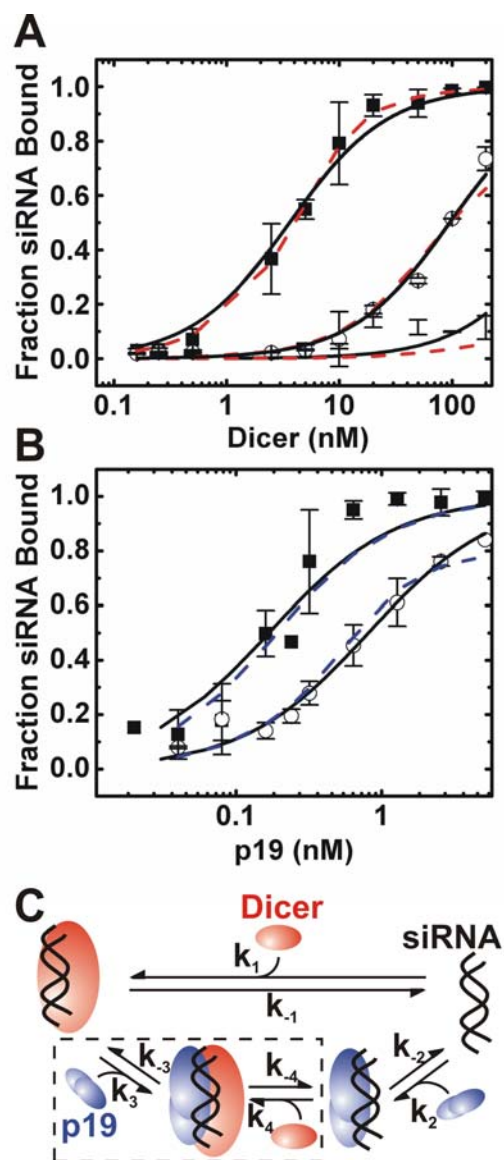 A
Fraction siRNA Bound
1.0
0.8
0.6
0.4
0.2
0.0
0.1 1 10 100
Dicer (nM)
B
Fraction siRNA Bound
1.0
0.8
0.6
0.4
0.2
0.0
0.1 1
p19 (nM)
C
Dicer
siRNA
k1
k-1
k-3
k3
p19
k-4
k4
k-2
k2